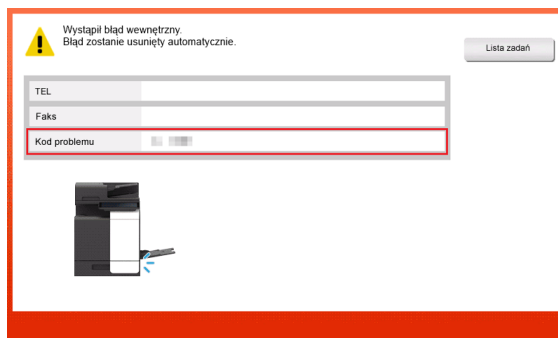 Wystąpił błąd wewnętrzny.
Błąd zostanie usunięty automatycznie.
Lista zadań
TEL
Faks
Kod problemu